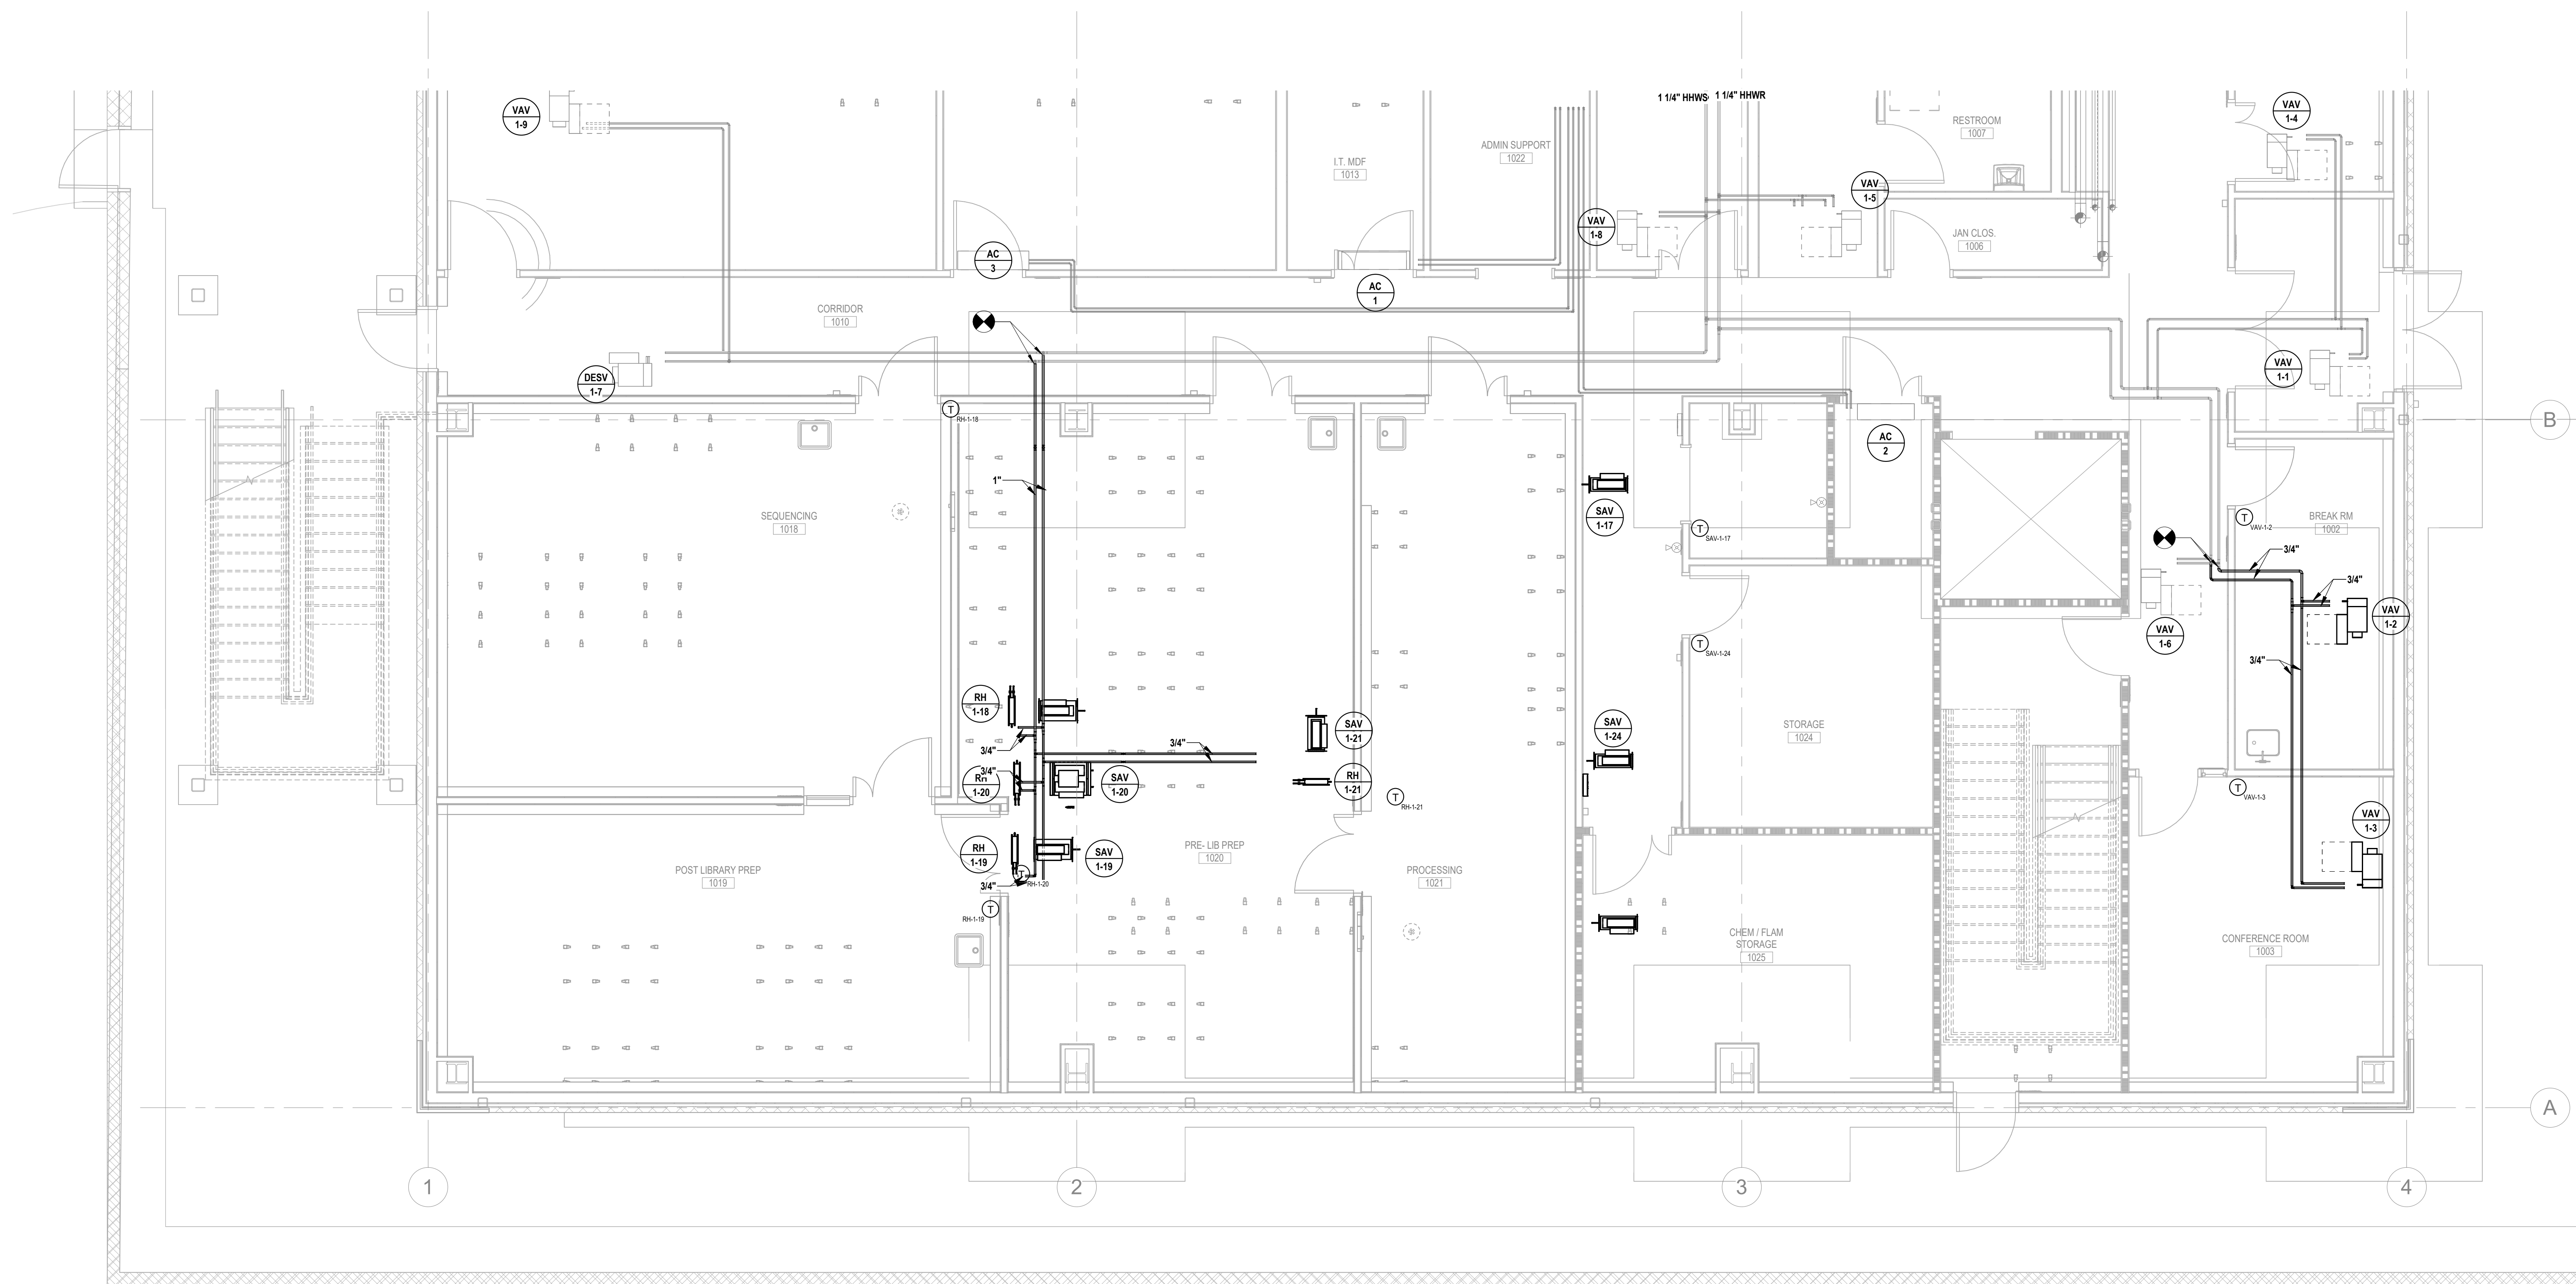 1 1/4" HHWS
1 1/4" HHWR
VAV
1-9
VAV
1-4
RESTROOM
1007
ADMIN SUPPORT
1022
I.T. MDF
1013
VAV
1-5
VAV
1-8
JAN CLOS.
1006
AC
3
AC
1
CORRIDOR
1010
VAV
1-1
DESV
1-7
T
RH-1-18
B
AC
2
1"
SEQUENCING
1018
SAV
1-17
T
SAV-1-17
T
VAV-1-2
BREAK RM
1002
3/4"
3/4"
VAV
1-2
VAV
1-6
T
SAV-1-24
3/4"
RH
1-18
SAV
1-21
SAV
1-24
STORAGE
1024
3/4"
3/4"
3/4"
RH
1-20
SAV
1-20
RH
1-21
T
RH-1-21
T
VAV-1-3
VAV
1-3
PRE- LIB PREP
1020
RH
1-19
SAV
1-19
POST LIBRARY PREP
1019
PROCESSING
1021
T
RH-1-20
3/4"
T
RH-1-19
CHEM / FLAM
STORAGE
1025
CONFERENCE ROOM
1003
A
1
2
3
4